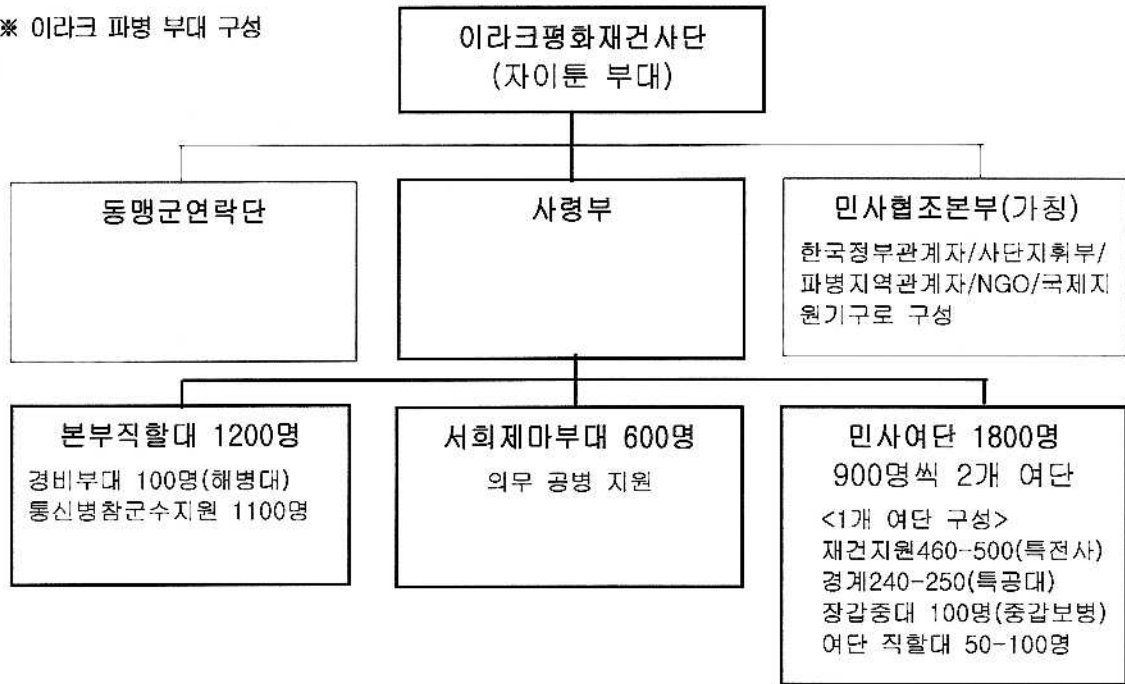 ※ 이라크 파병 부대 구성
이라크평화재건사단
(자이툰 부대)
동맹군연락단
사령부
민사협조본부(가칭)
한국정부관계자/사단지휘부/
파병지역관계자/NGO/국제지
원기구로 구성
본부직할대 1200명
경비부대 100명(해병대)
통신병참군수지원 1100명
서희제마부대 600명
의무 공병 지원
민사여단 1800명
900명씩 2개 여단
<1개 여단 구성>
재건지원460-500(특전사)
경계240-250(특공대)
장갑중대 100명(중갑보병)
여단 직할대 50-100명